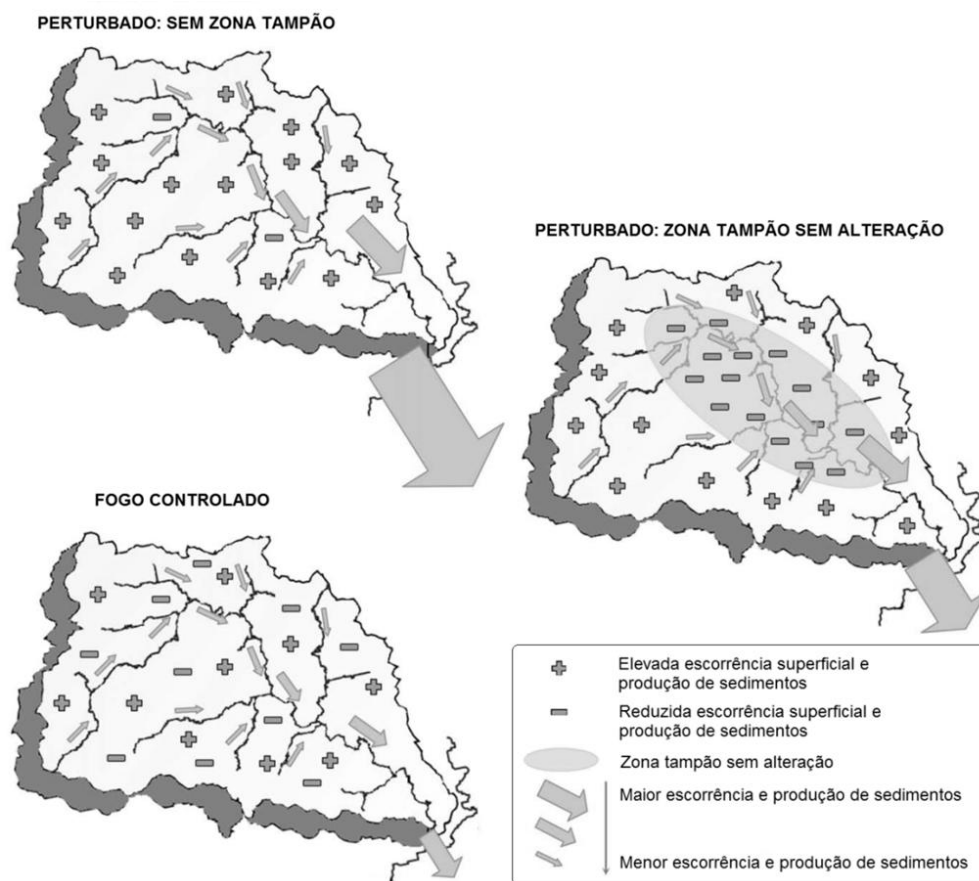 PERTURBADO: SEM ZONA TAMPÃO
PERTURBADO: ZONA TAMPÃO SEM ALTERAÇÃO
FOGO CONTROLADO
Elevada escorrência superficial e
produção de sedimentos
Reduzida escorrência superficial e
produção de sedimentos
Zona tampão sem alteração
Maior escorrência e produção de sedimentos
Menor escorrência e produção de sedimentos